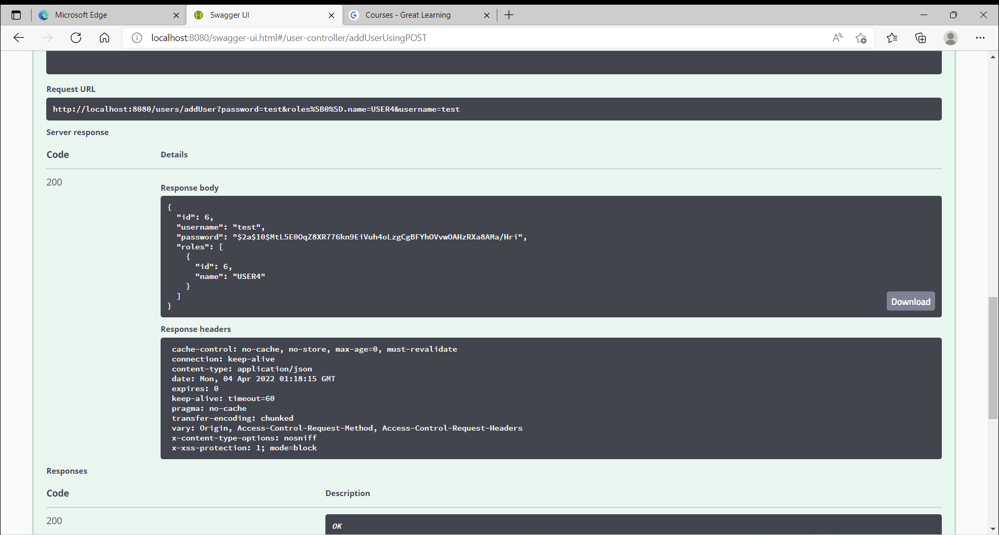 Microsoft Edge
Swagger UI
Courses - Great Learning
localhost:8080/swagger-ui.html#/user-controller/addUserUsingPOST
Request URL
http://localhost:8080/users/addUser?password=test&roles%5B0%5D.name=USER4&username=test
Server response
Code Details
200
Response body
{
  "id": 6,
  "username": "test",
  "password": "$2a$10$MtL5E0OqZ8XR776kn9EiVuh4oLzgCgBFYhOVvwOAHzRXa8AMa/Hri",
  "roles": [
    {
      "id": 6,
      "name": "USER4"
    }
  ]
}
Download
Response headers
cache-control: no-cache, no-store, max-age=0, must-revalidate
connection: keep-alive
content-type: application/json
date: Mon, 04 Apr 2022 01:18:15 GMT
expires: 0
keep-alive: timeout=60
pragma: no-cache
transfer-encoding: chunked
vary: Origin, Access-Control-Request-Method, Access-Control-Request-Headers
x-content-type-options: nosniff
x-xss-protection: 1; mode=block
Responses
Code Description
200
OK